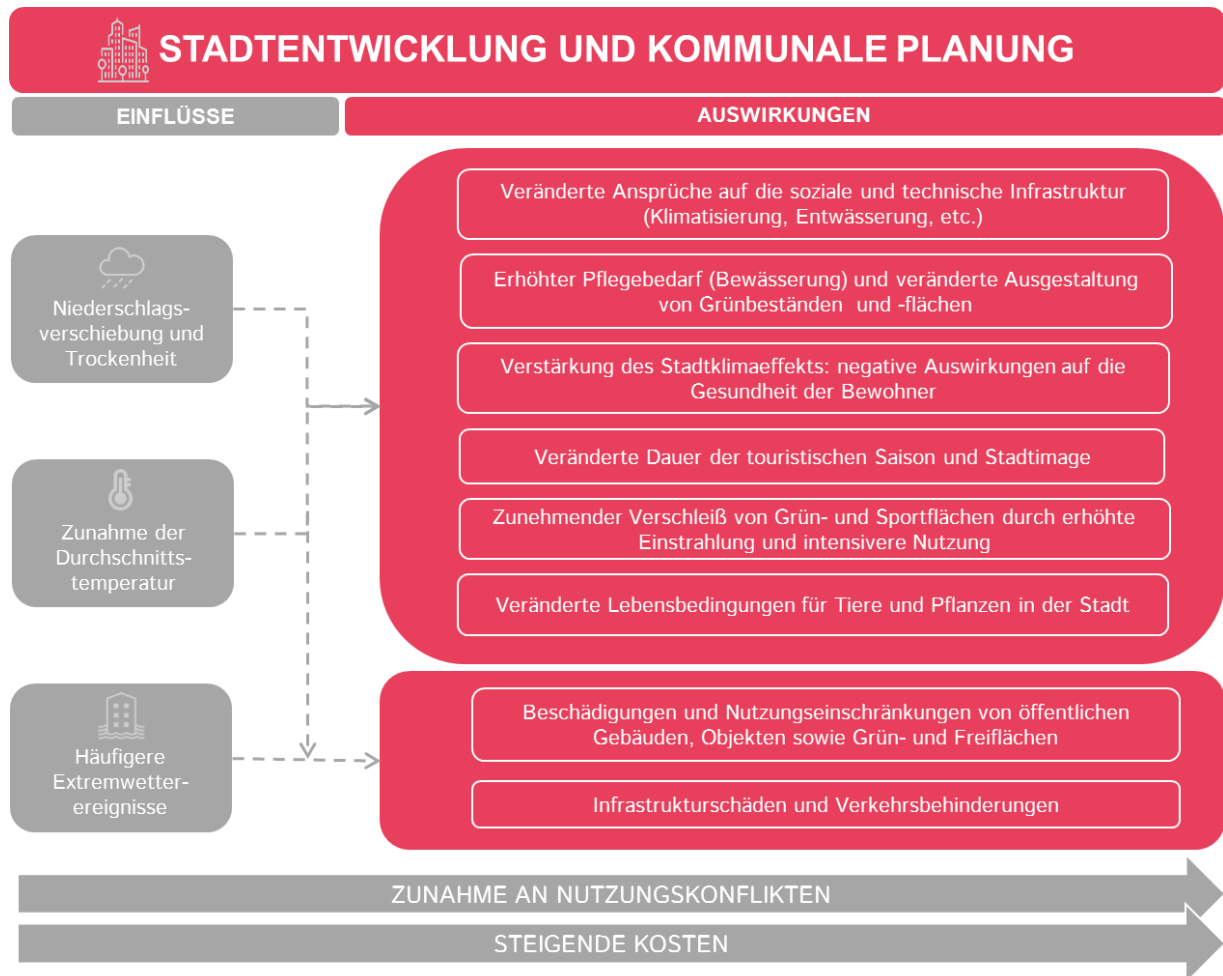 STADTENTWICKLUNG UND KOMMUNALE PLANUNG
EINFLÜSSE
AUSWIRKUNGEN
Niederschlags-
verschiebung und
Trockenheit
Zunahme der
Durchschnitts-
temperatur
Häufigere
Extremwetter-
ereignisse
Veränderte Ansprüche auf die soziale und technische Infrastruktur
(Klimatisierung, Entwässerung, etc.)
Erhöhter Pflegebedarf (Bewässerung) und veränderte Ausgestaltung
von Grünbeständen und -flächen
Verstärkung des Stadtklimaeffekts: negative Auswirkungen auf die
Gesundheit der Bewohner
Veränderte Dauer der touristischen Saison und Stadtimage
Zunehmender Verschleiß von Grün- und Sportflächen durch erhöhte
Einstrahlung und intensivere Nutzung
Veränderte Lebensbedingungen für Tiere und Pflanzen in der Stadt
Beschädigungen und Nutzungseinschränkungen von öffentlichen
Gebäuden, Objekten sowie Grün- und Freiflächen
Infrastrukturschäden und Verkehrsbehinderungen
ZUNAHME AN NUTZUNGSKONFLIKTEN
STEIGENDE KOSTEN